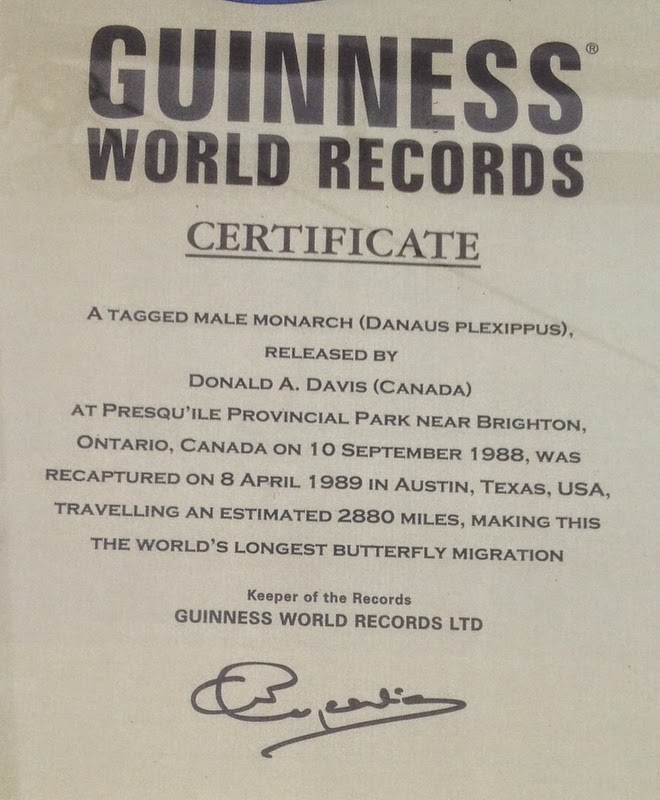 GUINNESS®
WORLD RECORDS
CERTIFICATE
A TAGGED MALE MONARCH (DANAUS PLEXIPPUS),
RELEASED BY
DONALD A. DAVIS (CANADA)
AT PRESQU'ILE PROVINCIAL PARK NEAR BRIGHTON,
ONTARIO, CANADA ON 10 SEPTEMBER 1988, WAS
RECAPTURED ON 8 APRIL 1989 IN AUSTIN, TEXAS, USA,
TRAVELLING AN ESTIMATED 2880 MILES, MAKING THIS
THE WORLD'S LONGEST BUTTERFLY MIGRATION
Keeper of the Records
GUINNESS WORLD RECORDS LTD